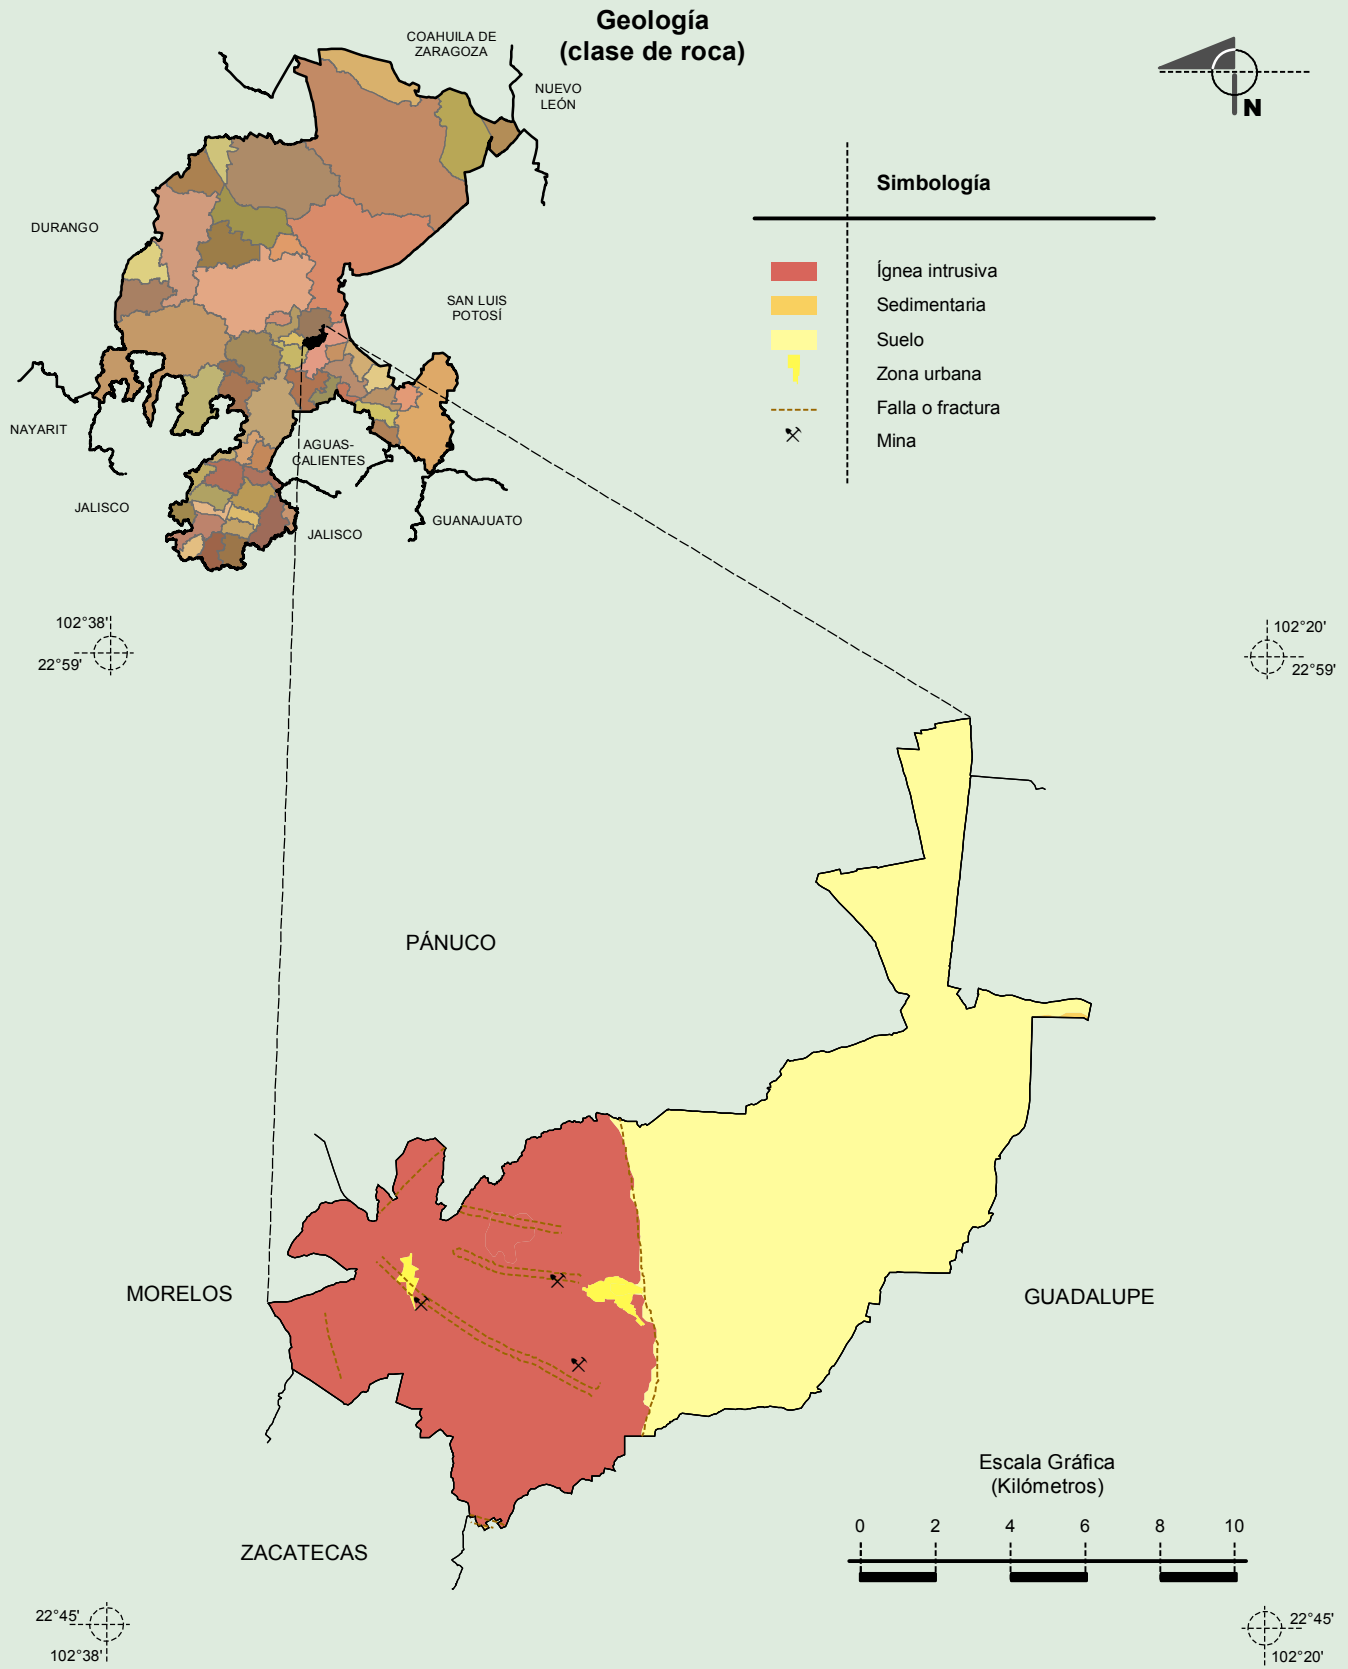 Geología
(clase de roca)
COAHUILA DE
ZARAGOZA
NUEVO
LEÓN
N
Simbología
DURANGO
Ígnea intrusiva
Sedimentaria
Suelo
Zona urbana
Falla o fractura
Mina
SAN LUIS
POTOSÍ
NAYARIT
AGUAS-
CALIENTES
JALISCO
JALISCO
GUANAJUATO
102°38'
22°59'
102°20'
22°59'
PÁNUCO
MORELOS
GUADALUPE
ZACATECAS
Escala Gráfica
(Kilómetros)
0 2 4 6 8 10
22°45'
102°38'
22°45'
102°20'